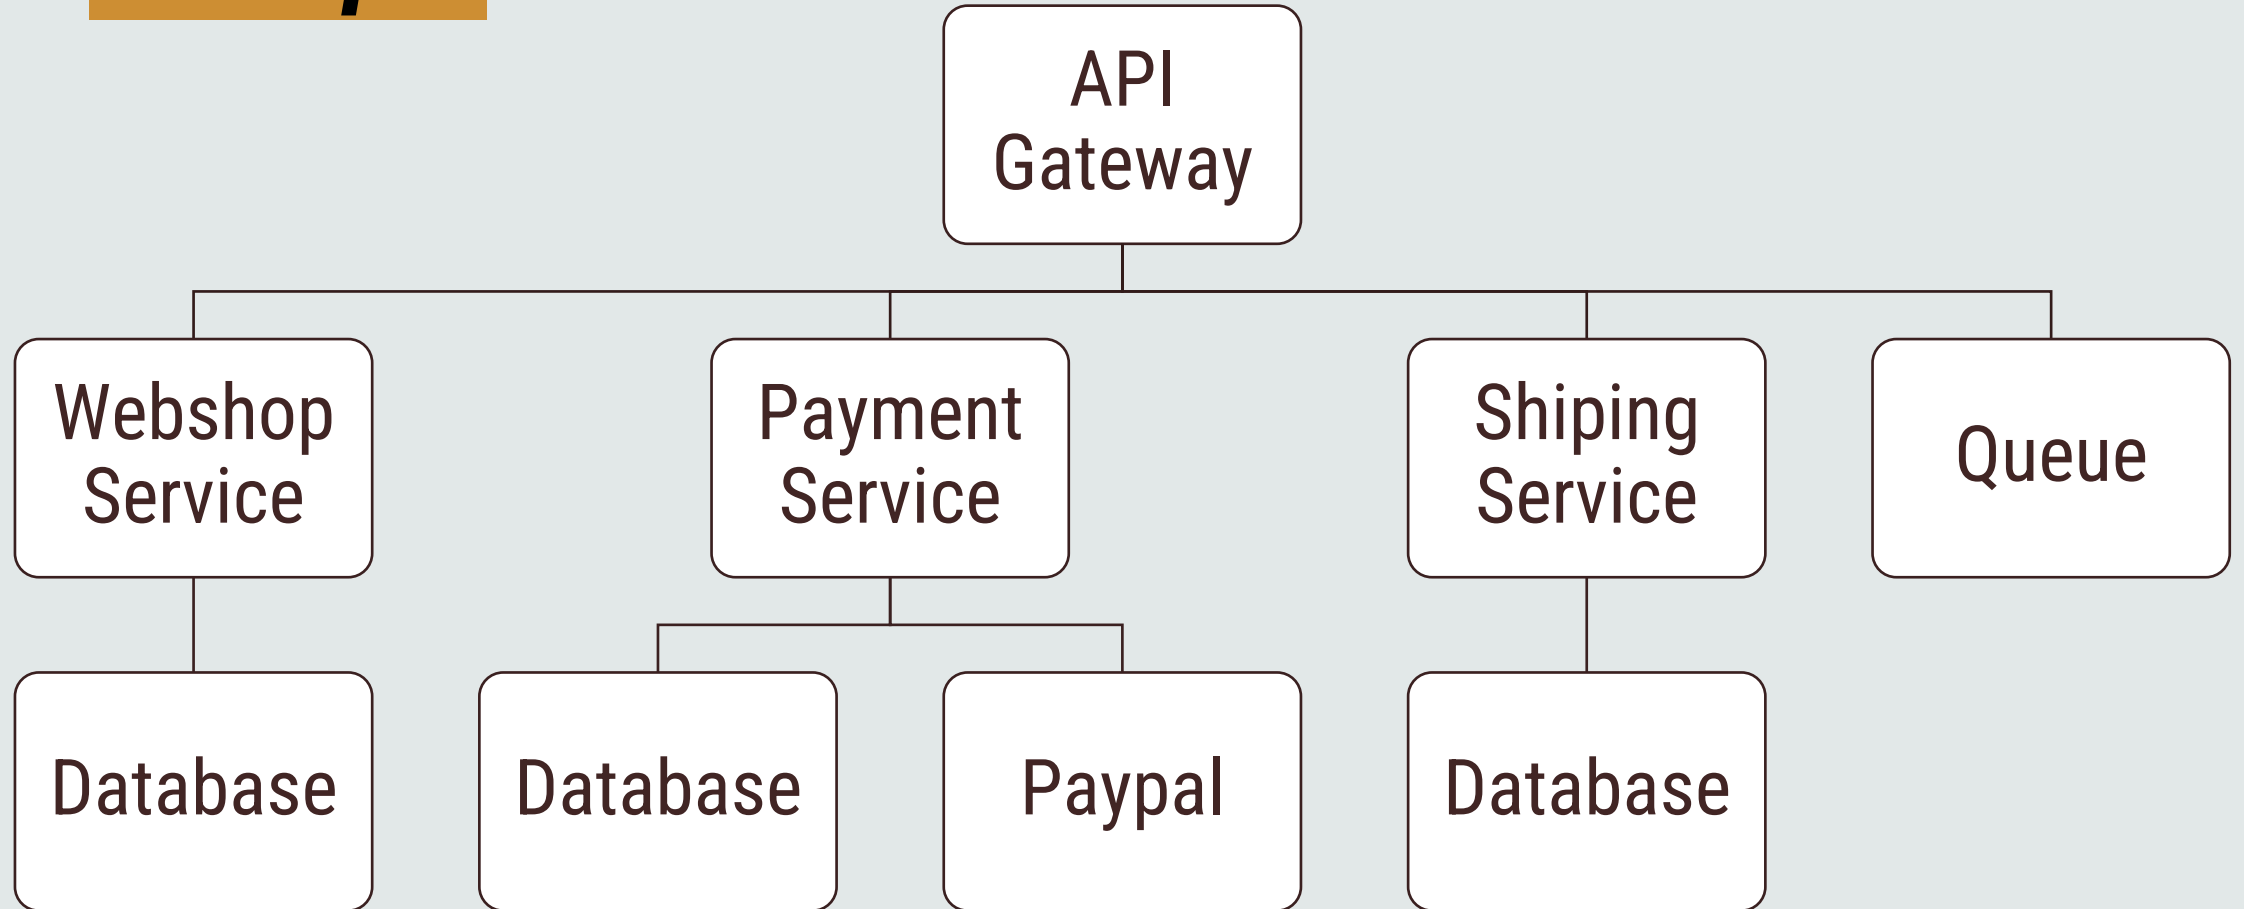 API
Gateway
Webshop
Service
Payment
Service
Shiping
Service
Queue
Database
Database
Paypal
Database